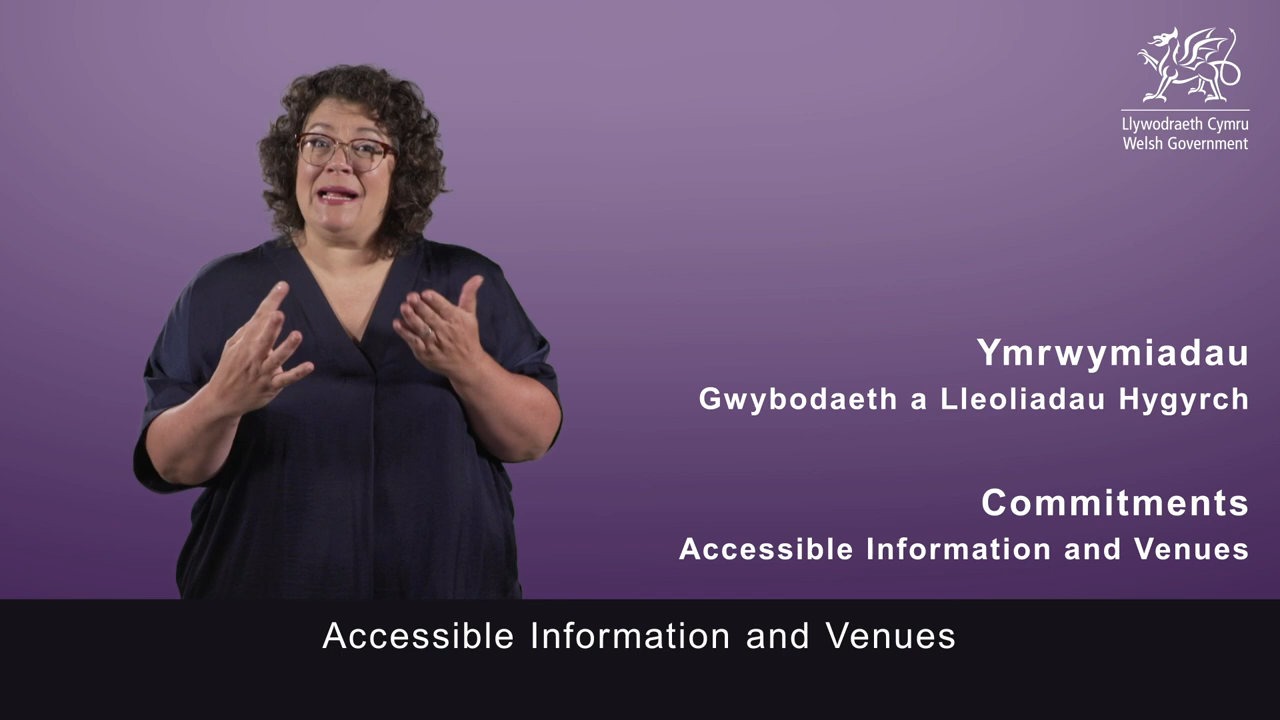 Llywodraeth Cymru
Welsh Government
Ymrwymiadau
Gwybodaeth a Lleoliadau Hygyrch
Commitments
Accessible Information and Venues
Accessible Information and Venues